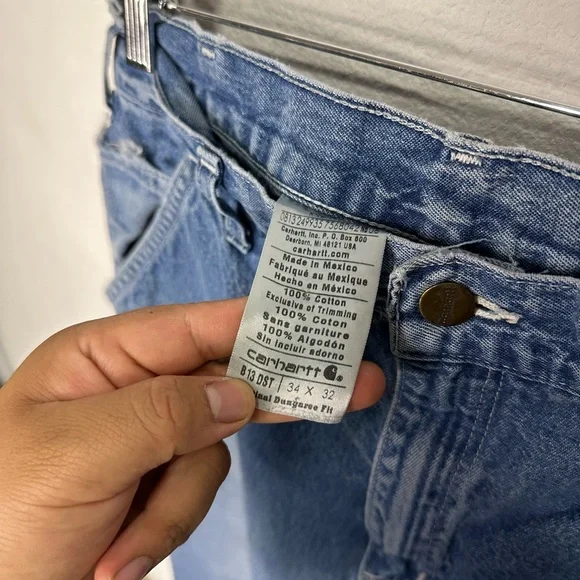 Carhartt, Inc. P.O. Box 600
Dearborn, MI 48121 USA
carhartt.com
Made in Mexico
Fabriqué au Mexique
Hecho en México
100% Cotton
Exclusive of Trimming
100% Coton
Sans garniture
100% Algodón
Sin incluir adorno
carhartt
B13 DST 34 X 32
Dungaree Fit